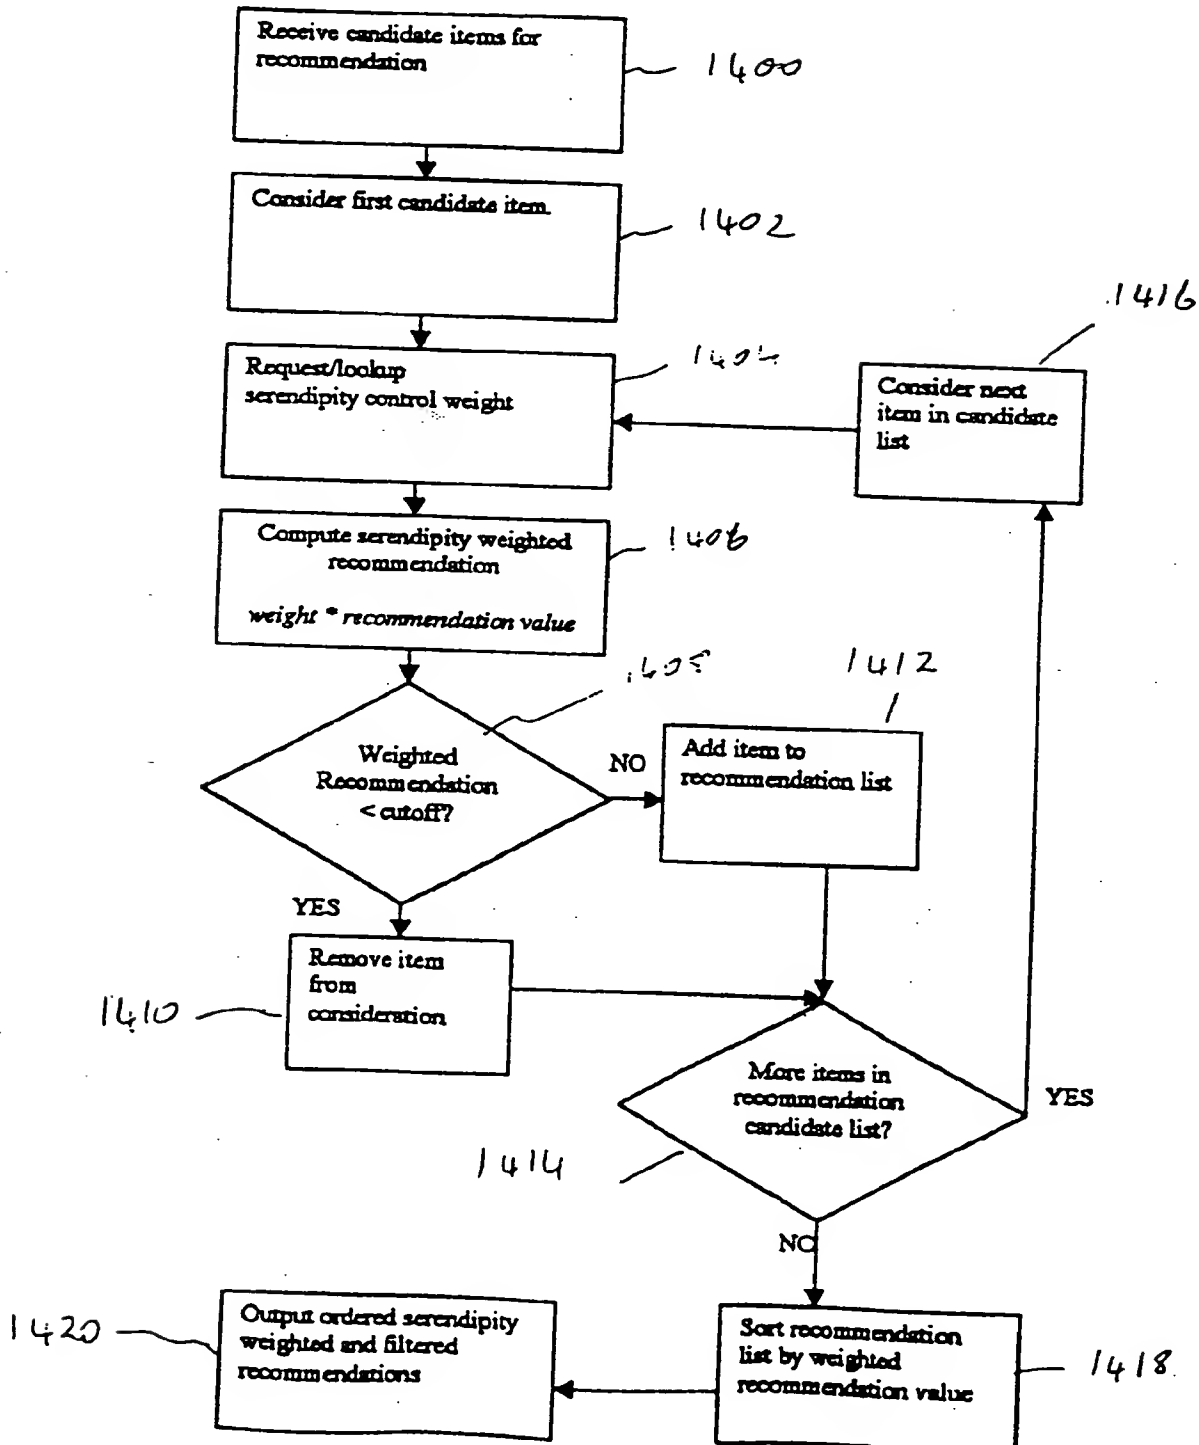 Receive candidate items for
recommendation
1400
Consider first candidate item.
1402
1416
Request/lookup
serendipity control weight
Consider next
item in candidate
list
Compute serendipity weighted
recommendation
weight * recommendation value
1406
1412
Weighted
Recommendation
< cutoff?
NO
Add item to
recommendation list
YES
Remove item
from
consideration
1410
More items in
recommendation
candidate list?
YES
1414
NO
Output ordered serendipity
weighted and filtered
recommendations
1420
Sort recommendation
list by weighted
recommendation value
1418